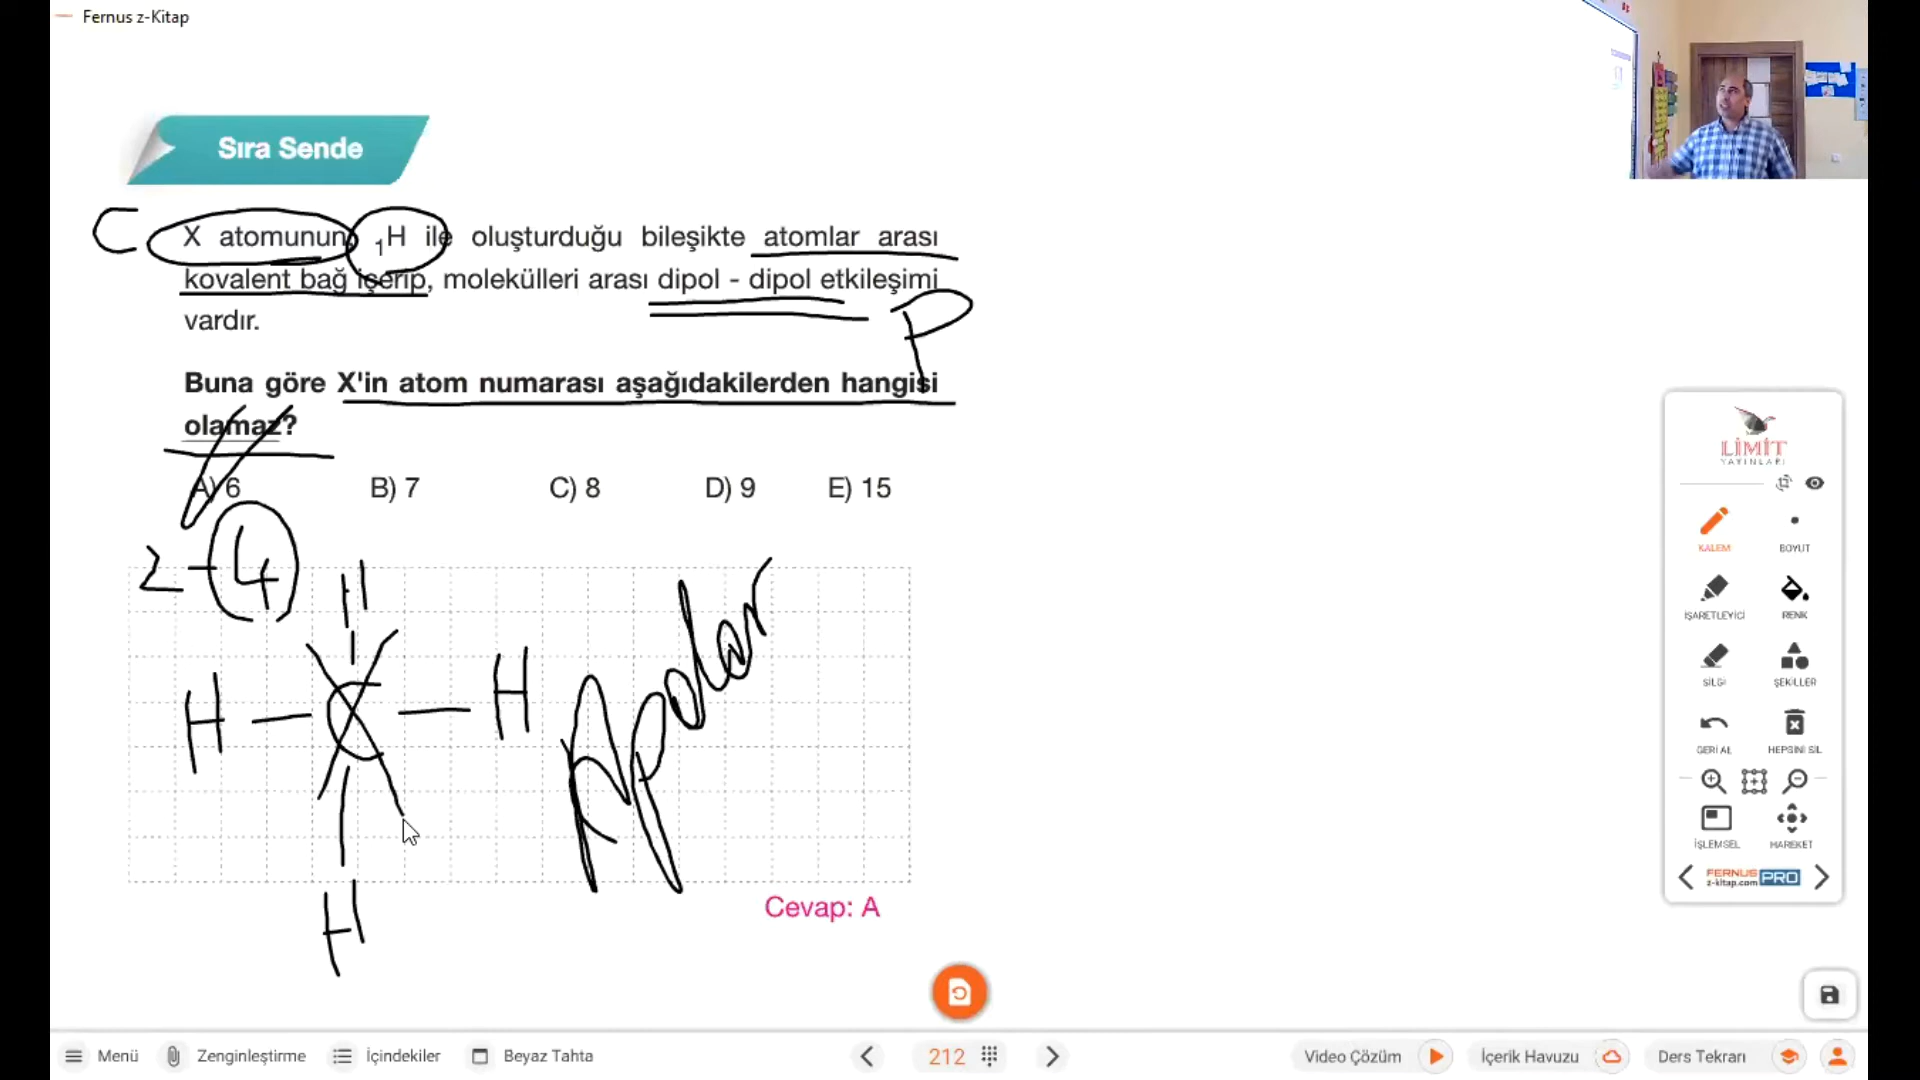 Fernus z-Kitap
Sıra Sende
C
X atomunun, ₁H ile oluşturduğu bileşikte atomlar arası
kovalent bağ içerip, molekülleri arası dipol - dipol etkileşimi
vardır.
P
Buna göre X'in atom numarası aşağıdakilerden hangisi
olamaz?
A) 6 B) 7 C) 8 D) 9 E) 15
2-4
H
H C H
H
Apolar
Cevap: A
LİMİT
YAYINLARI
KALEM BOYUT
İŞARETLEYİCİ RENK
SİLGİ ŞEKİLLER
GERİ AL HEPSİNİ SİL
İŞLEMSEL HAREKET
FERNUS PRO
z-kitap.com
Menü Zenginleştirme İçindekiler Beyaz Tahta 212 Video Çözüm İçerik Havuzu Ders Tekrarı